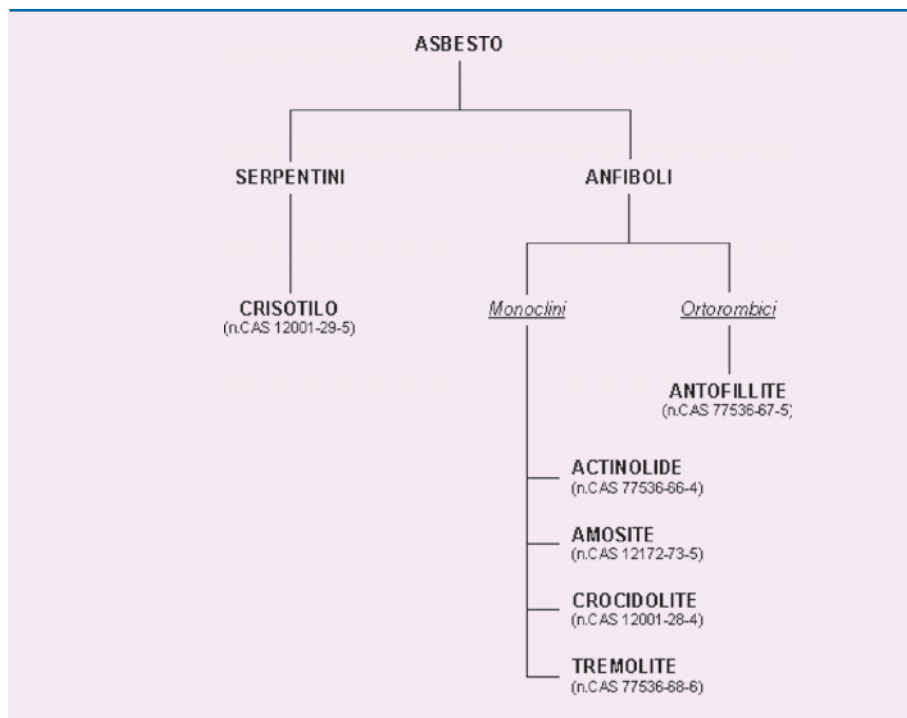 ASBESTO
SERPENTINI
ANFIBOLI
CRISOTILO
(n.CAS 12001-29-5)
Monoclini
Ortorombici
ANTOFILLITE
(n.CAS 77536-67-5)
ACTINOLIDE
(n.CAS 77536-66-4)
AMOSITE
(n.CAS 12172-73-5)
CROCIDOLITE
(n.CAS 12001-28-4)
TREMOLITE
(n.CAS 77536-68-6)